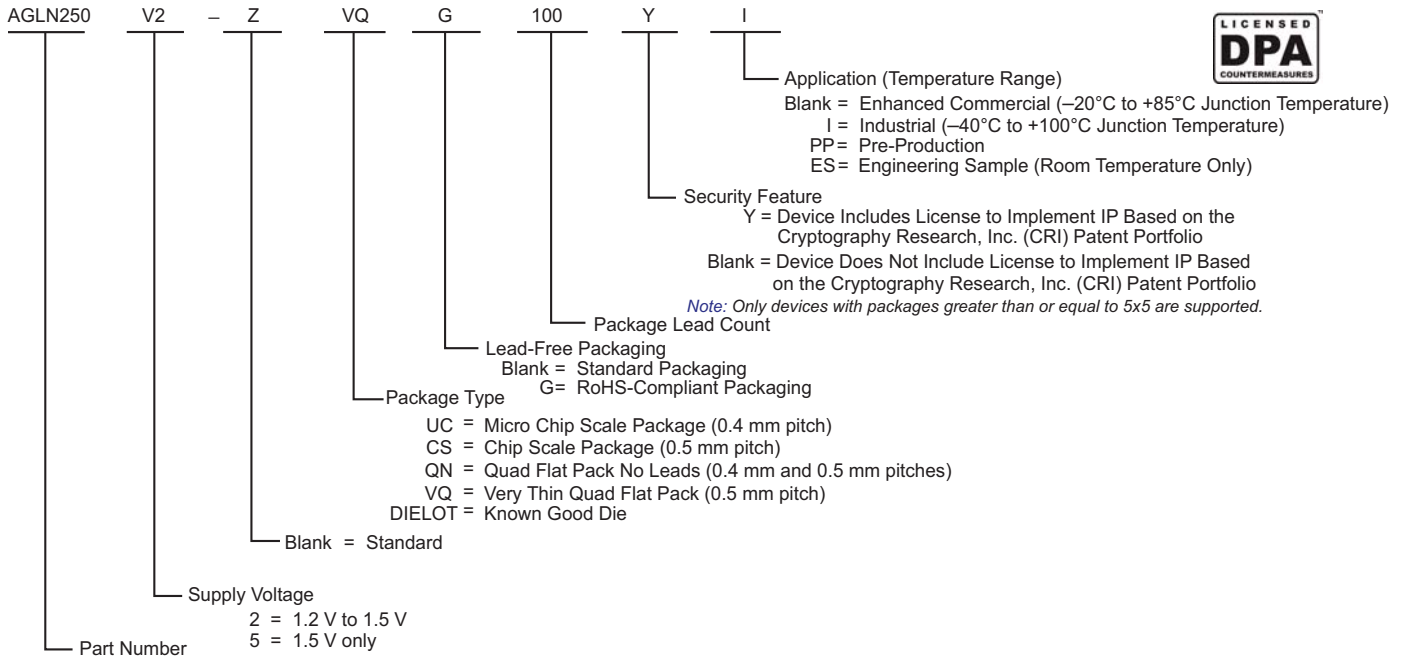 AGLN250 V2 – Z VQ G 100 Y I
LICENSED
DPA
COUNTERMEASURES
™
Application (Temperature Range)
Blank = Enhanced Commercial (–20°C to +85°C Junction Temperature)
I = Industrial (–40°C to +100°C Junction Temperature)
PP = Pre-Production
ES = Engineering Sample (Room Temperature Only)
Security Feature
Y = Device Includes License to Implement IP Based on the
Cryptography Research, Inc. (CRI) Patent Portfolio
Blank = Device Does Not Include License to Implement IP Based
on the Cryptography Research, Inc. (CRI) Patent Portfolio
Note: Only devices with packages greater than or equal to 5x5 are supported.
Package Lead Count
Lead-Free Packaging
Blank = Standard Packaging
G= RoHS-Compliant Packaging
Package Type
UC = Micro Chip Scale Package (0.4 mm pitch)
CS = Chip Scale Package (0.5 mm pitch)
QN = Quad Flat Pack No Leads (0.4 mm and 0.5 mm pitches)
VQ = Very Thin Quad Flat Pack (0.5 mm pitch)
DIELOT = Known Good Die
Blank = Standard
Supply Voltage
2 = 1.2 V to 1.5 V
5 = 1.5 V only
Part Number